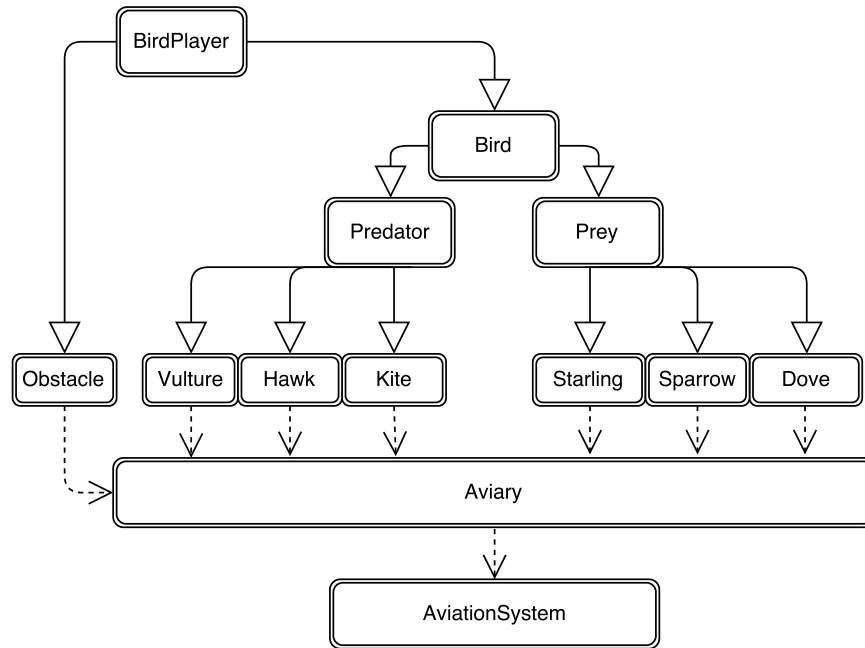 BirdPlayer
Bird
Predator
Prey
Obstacle
Vulture
Hawk
Kite
Starling
Sparrow
Dove
Aviary
AviationSystem